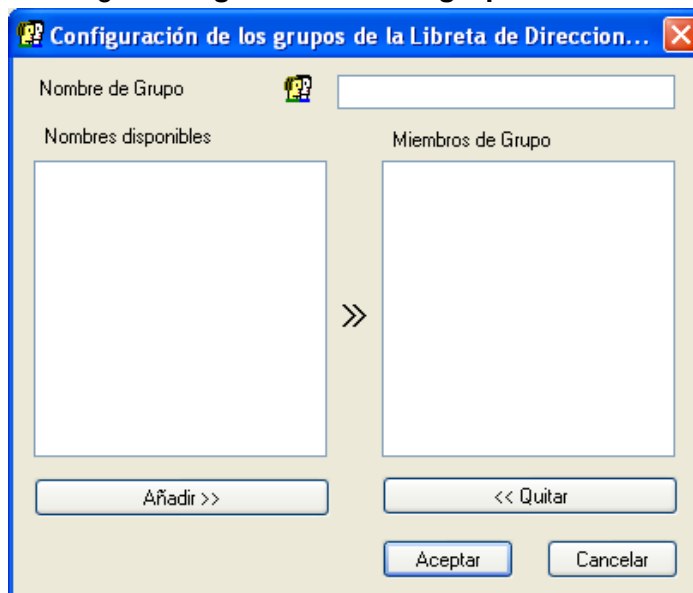 Configuración de los grupos de la Libreta de Direccion...
Nombre de Grupo
Nombres disponibles
Miembros de Grupo
»
Añadir >>
<< Quitar
Aceptar
Cancelar